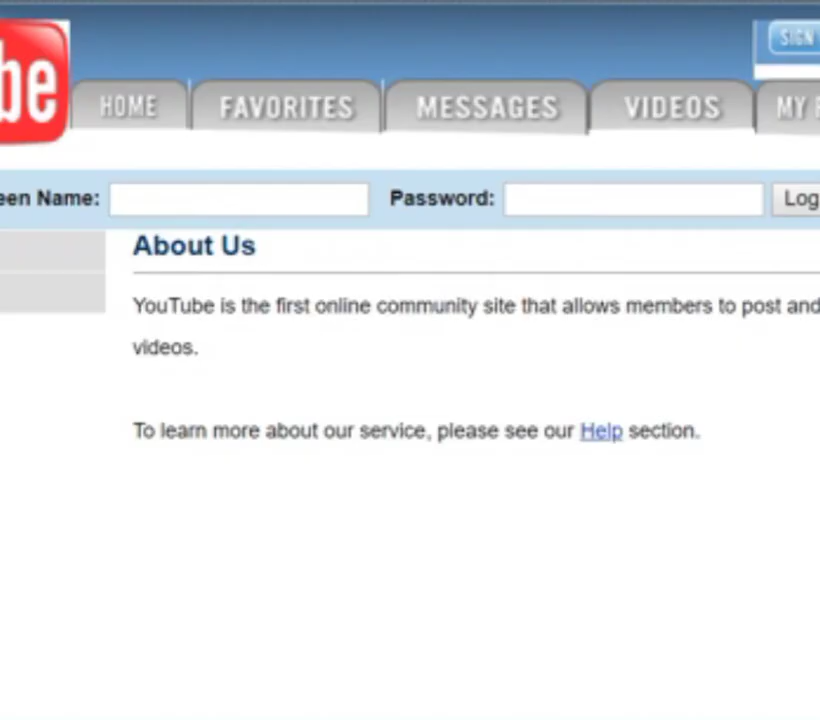 be
SIGN
HOME FAVORITES MESSAGES VIDEOS MY
een Name: Password: Log
About Us
YouTube is the first online community site that allows members to post and
videos.
To learn more about our service, please see our Help section.